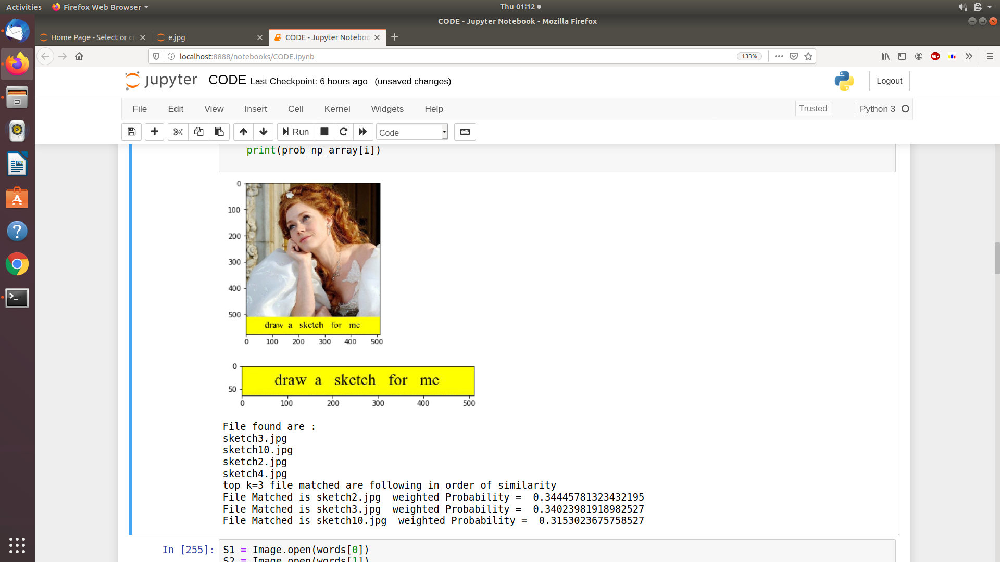 Activities Firefox Web Browser Thu 01:12
CODE - Jupyter Notebook - Mozilla Firefox
Home Page - Select or cr e.jpg CODE - Jupyter Noteboo
localhost:8888/notebooks/CODE.ipynb 133% ABP
jupyter CODE Last Checkpoint: 6 hours ago (unsaved changes) Logout
File Edit View Insert Cell Kernel Widgets Help Trusted Python 3
Run Code
print(prob_np_array[i])
0
100
200
300
400
500
draw a sketch for me
0 100 200 300 400 500
0
draw a sketch for me
50
0 100 200 300 400 500
File found are :
sketch3.jpg
sketch10.jpg
sketch2.jpg
sketch4.jpg
top k=3 file matched are following in order of similarity
File Matched is sketch2.jpg weighted Probability = 0.34445781323432195
File Matched is sketch3.jpg weighted Probability = 0.34023981918982527
File Matched is sketch10.jpg weighted Probability = 0.3153023675758527
In [255]: S1 = Image.open(words[0])
S2 = Image.open(words[1])